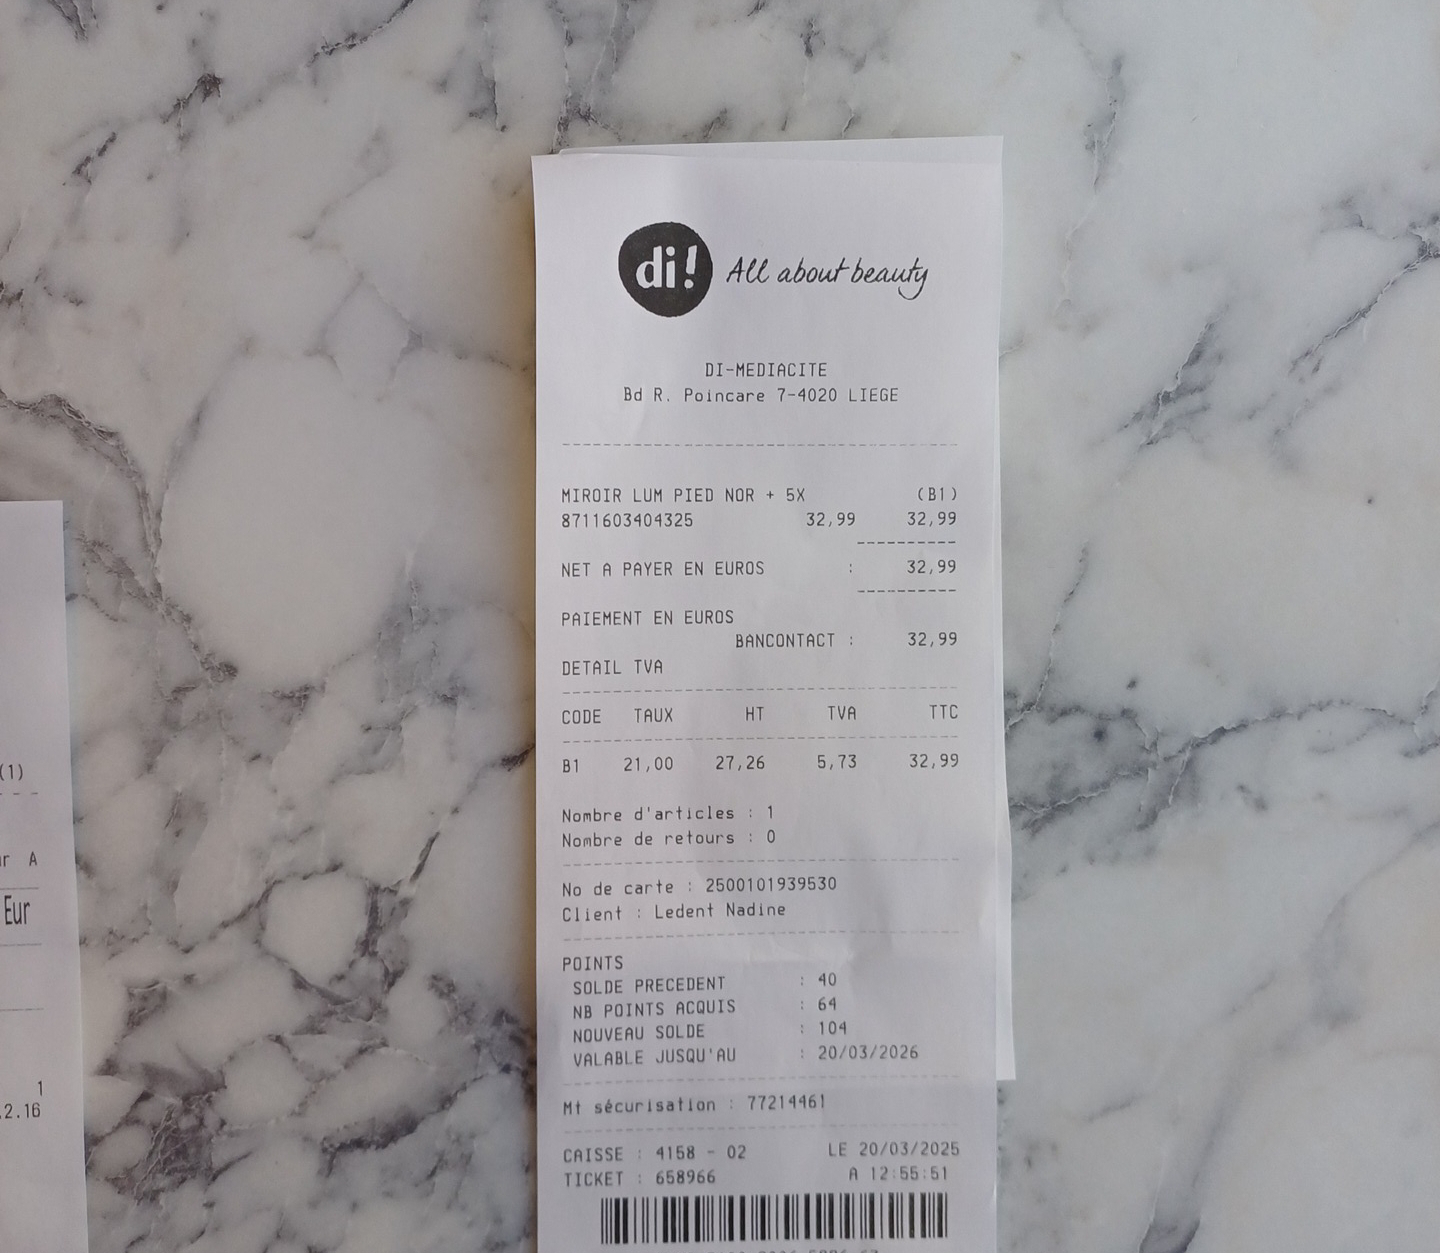 di! All about beauty
DI-MEDIACITE
Bd R. Poincare 7-4020 LIEGE
MIROIR LUM PIED NOR + 5X (B1)
8711603404325 32,99 32,99
NET A PAYER EN EUROS : 32,99
PAIEMENT EN EUROS
BANCONTACT : 32,99
DETAIL TVA
CODE TAUX HT TVA TTC
B1 21,00 27,26 5,73 32,99
Nombre d'articles : 1
Nombre de retours : 0
No de carte : 2500101939530
Client : Ledent Nadine
POINTS
SOLDE PRECEDENT : 40
NB POINTS ACQUIS : 64
NOUVEAU SOLDE : 104
VALABLE JUSQU'AU : 20/03/2026
Mt sécurisation : 77214461
CAISSE : 4158 - 02 LE 20/03/2025
TICKET : 658966 A 12:55:51
(1)
A
Eur
1
2.16